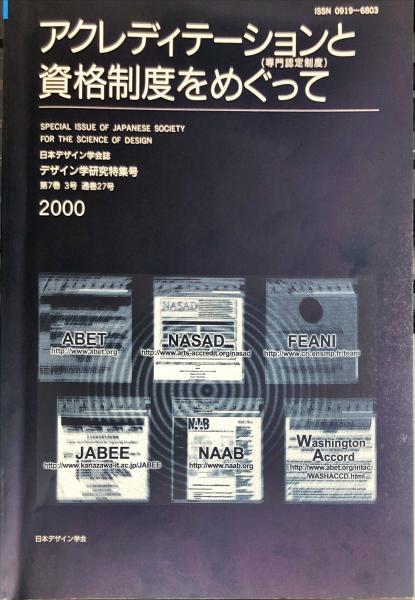 ISSN 0919-6803
アクレディテーションと
(専門認定制度)
資格制度をめぐって
SPECIAL ISSUE OF JAPANESE SOCIETY
FOR THE SCIENCE OF DESIGN
日本デザイン学会誌
デザイン学研究特集号
第7巻 3号 通巻27号
2000
NASAD
ABET
http://www.abet.org
NASAD
http://www.arts-accredit.org/nasad
FEANI
http://www.cri.ensmp.fr/feani
NAAB
JABEE
http://www.kanazawa-it.ac.jp/JABEE
NAAB
http://www.naab.org
Washington
Accord
http://www.abet.org/intac/
WASHACCD.html
日本デザイン学会